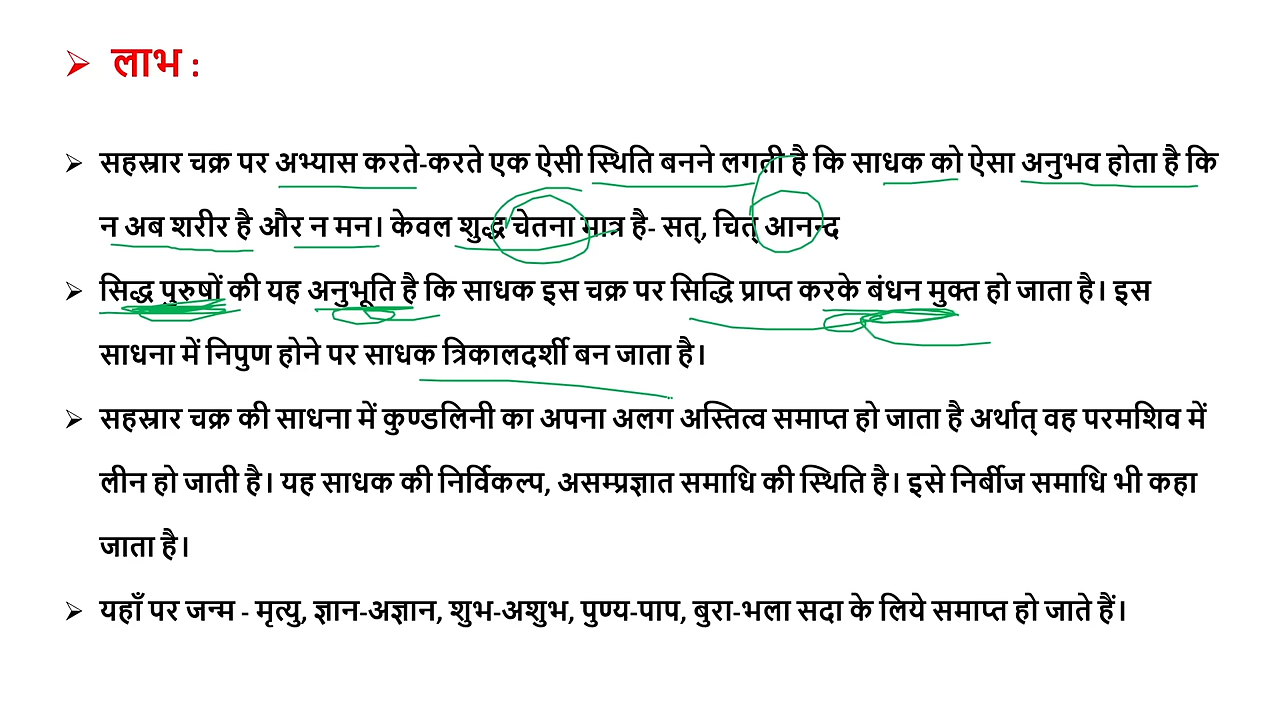 ➢ लाभ :
➢ सहस्रार चक्र पर अभ्यास करते-करते एक ऐसी स्थिति बनने लगती है कि साधक को ऐसा अनुभव होता है कि
न अब शरीर है और न मन। केवल शुद्ध चेतना मात्र है- सत्, चित् आनन्द
➢ सिद्ध पुरुषों की यह अनुभूति है कि साधक इस चक्र पर सिद्धि प्राप्त करके बंधन मुक्त हो जाता है। इस
साधना में निपुण होने पर साधक त्रिकालदर्शी बन जाता है।
➢ सहस्रार चक्र की साधना में कुण्डलिनी का अपना अलग अस्तित्व समाप्त हो जाता है अर्थात् वह परमशिव में
लीन हो जाती है। यह साधक की निर्विकल्प, असम्प्रज्ञात समाधि की स्थिति है। इसे निर्बीज समाधि भी कहा
जाता है।
➢ यहाँ पर जन्म - मृत्यु, ज्ञान-अज्ञान, शुभ-अशुभ, पुण्य-पाप, बुरा-भला सदा के लिये समाप्त हो जाते हैं।